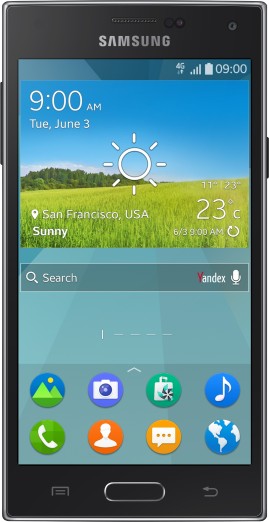 SAMSUNG
4G 09:00
9:00 AM
Tue, June 3
11° 23°
San Francisco, USA 23°c
Sunny 6/3 9:00
Search Yandex